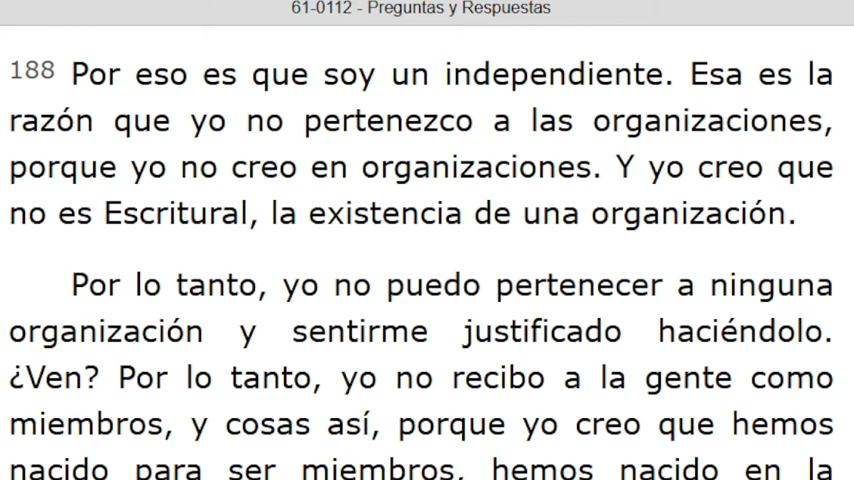 61-0112 - Preguntas y Respuestas
188 Por eso es que soy un independiente. Esa es la
razón que yo no pertenezco a las organizaciones,
porque yo no creo en organizaciones. Y yo creo que
no es Escritural, la existencia de una organización.
Por lo tanto, yo no puedo pertenecer a ninguna
organización y sentirme justificado haciéndolo.
¿Ven? Por lo tanto, yo no recibo a la gente como
miembros, y cosas así, porque yo creo que hemos
nacido para ser miembros, hemos nacido en la